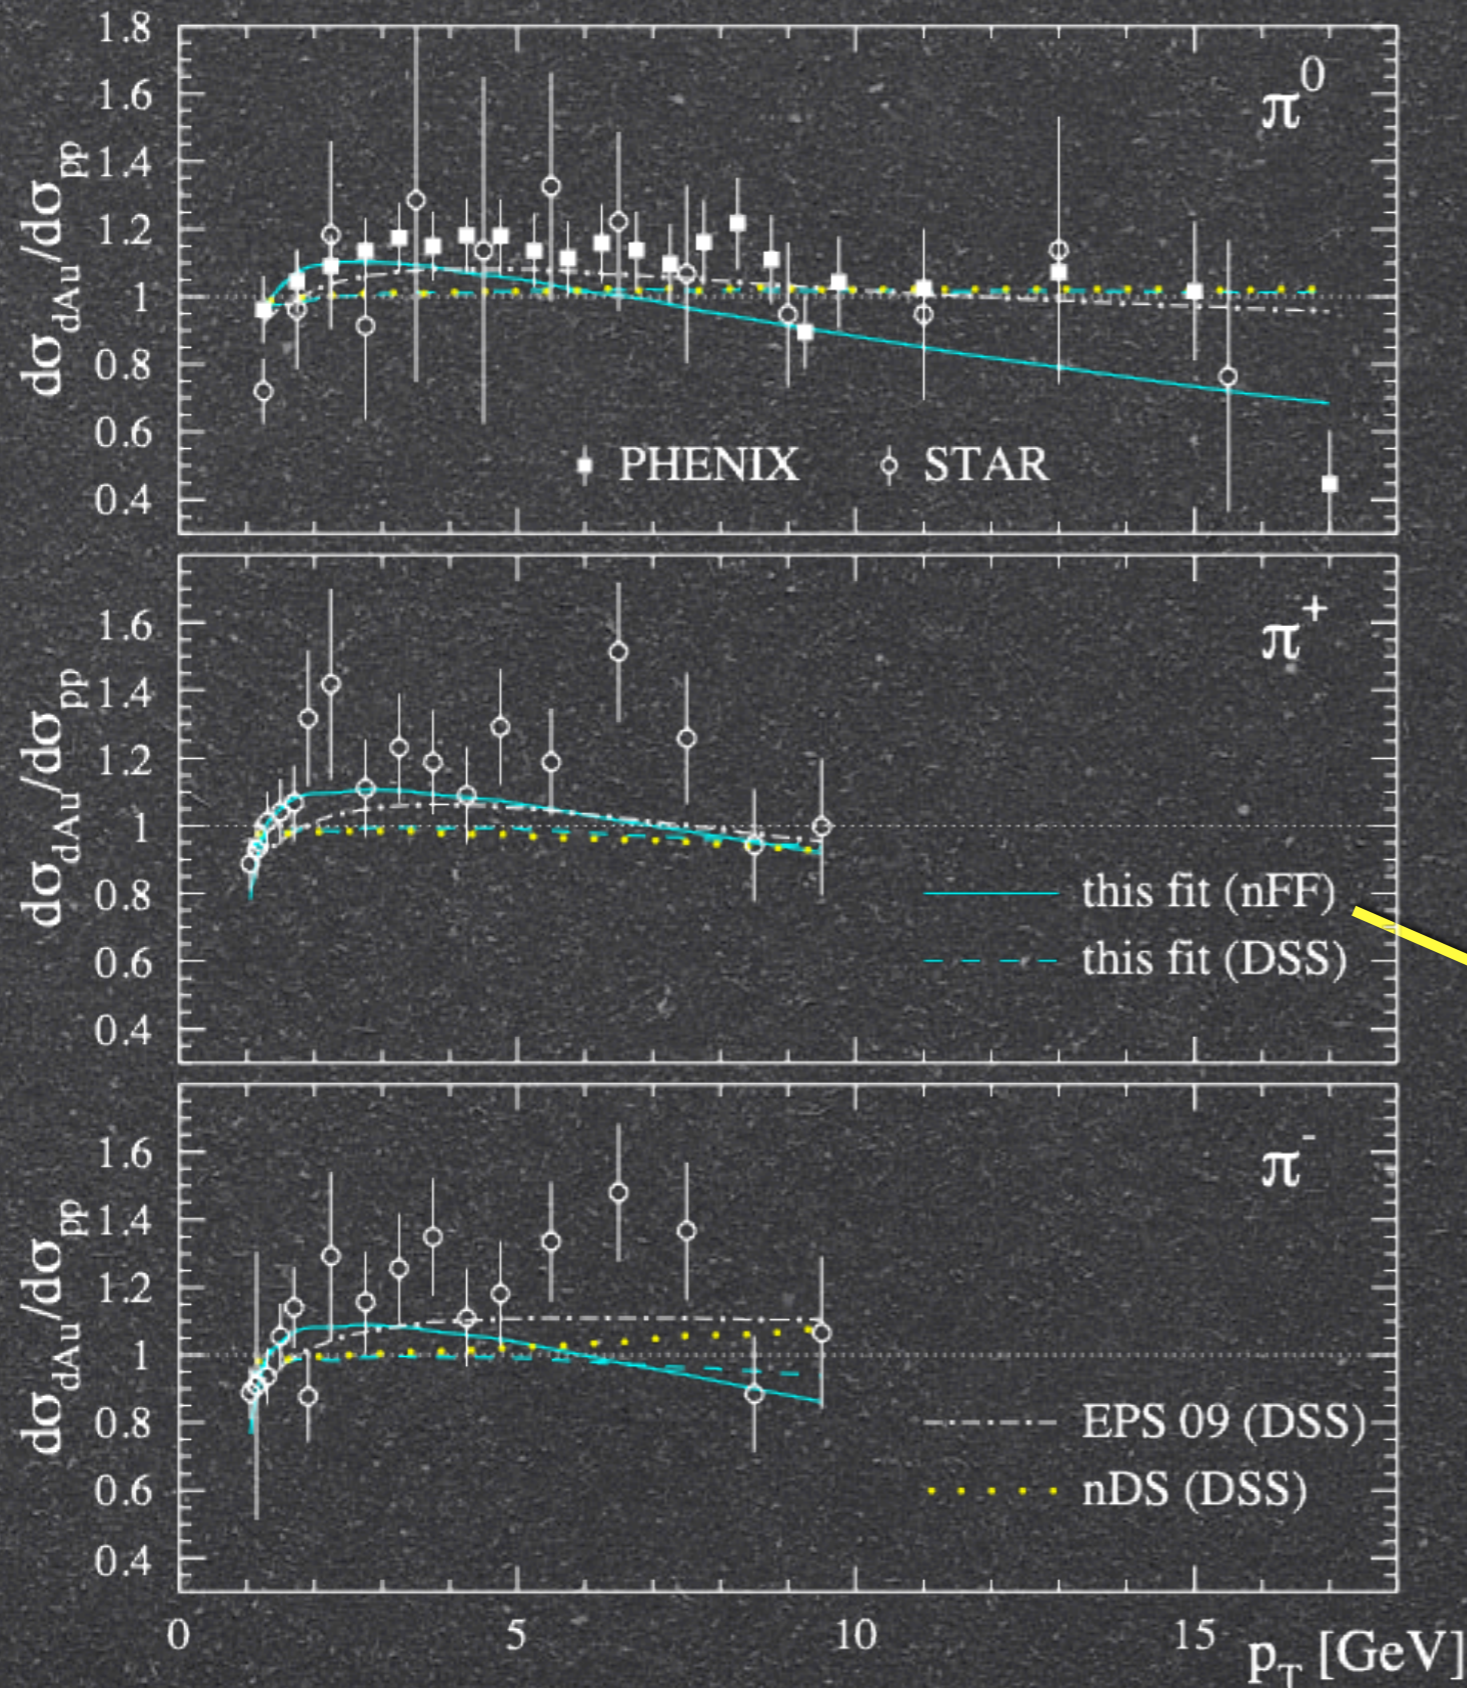 1.8
1.6
1.4
1.2
1
0.8
0.6
0.4
dσdAu/dσpp
π0
PHENIX STAR
1.6
1.4
1.2
1
0.8
0.6
0.4
dσdAu/dσpp
π+
this fit (nFF)
this fit (DSS)
1.6
1.4
1.2
1
0.8
0.6
0.4
dσdAu/dσpp
π-
EPS 09 (DSS)
nDS (DSS)
0 5 10 15
pT [GeV]